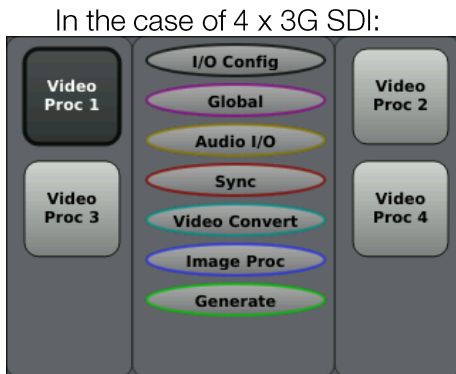 In the case of 4 x 3G SDI:
Video
Proc 1
Video
Proc 3
I/O Config
Global
Audio I/O
Sync
Video Convert
Image Proc
Generate
Video
Proc 2
Video
Proc 4